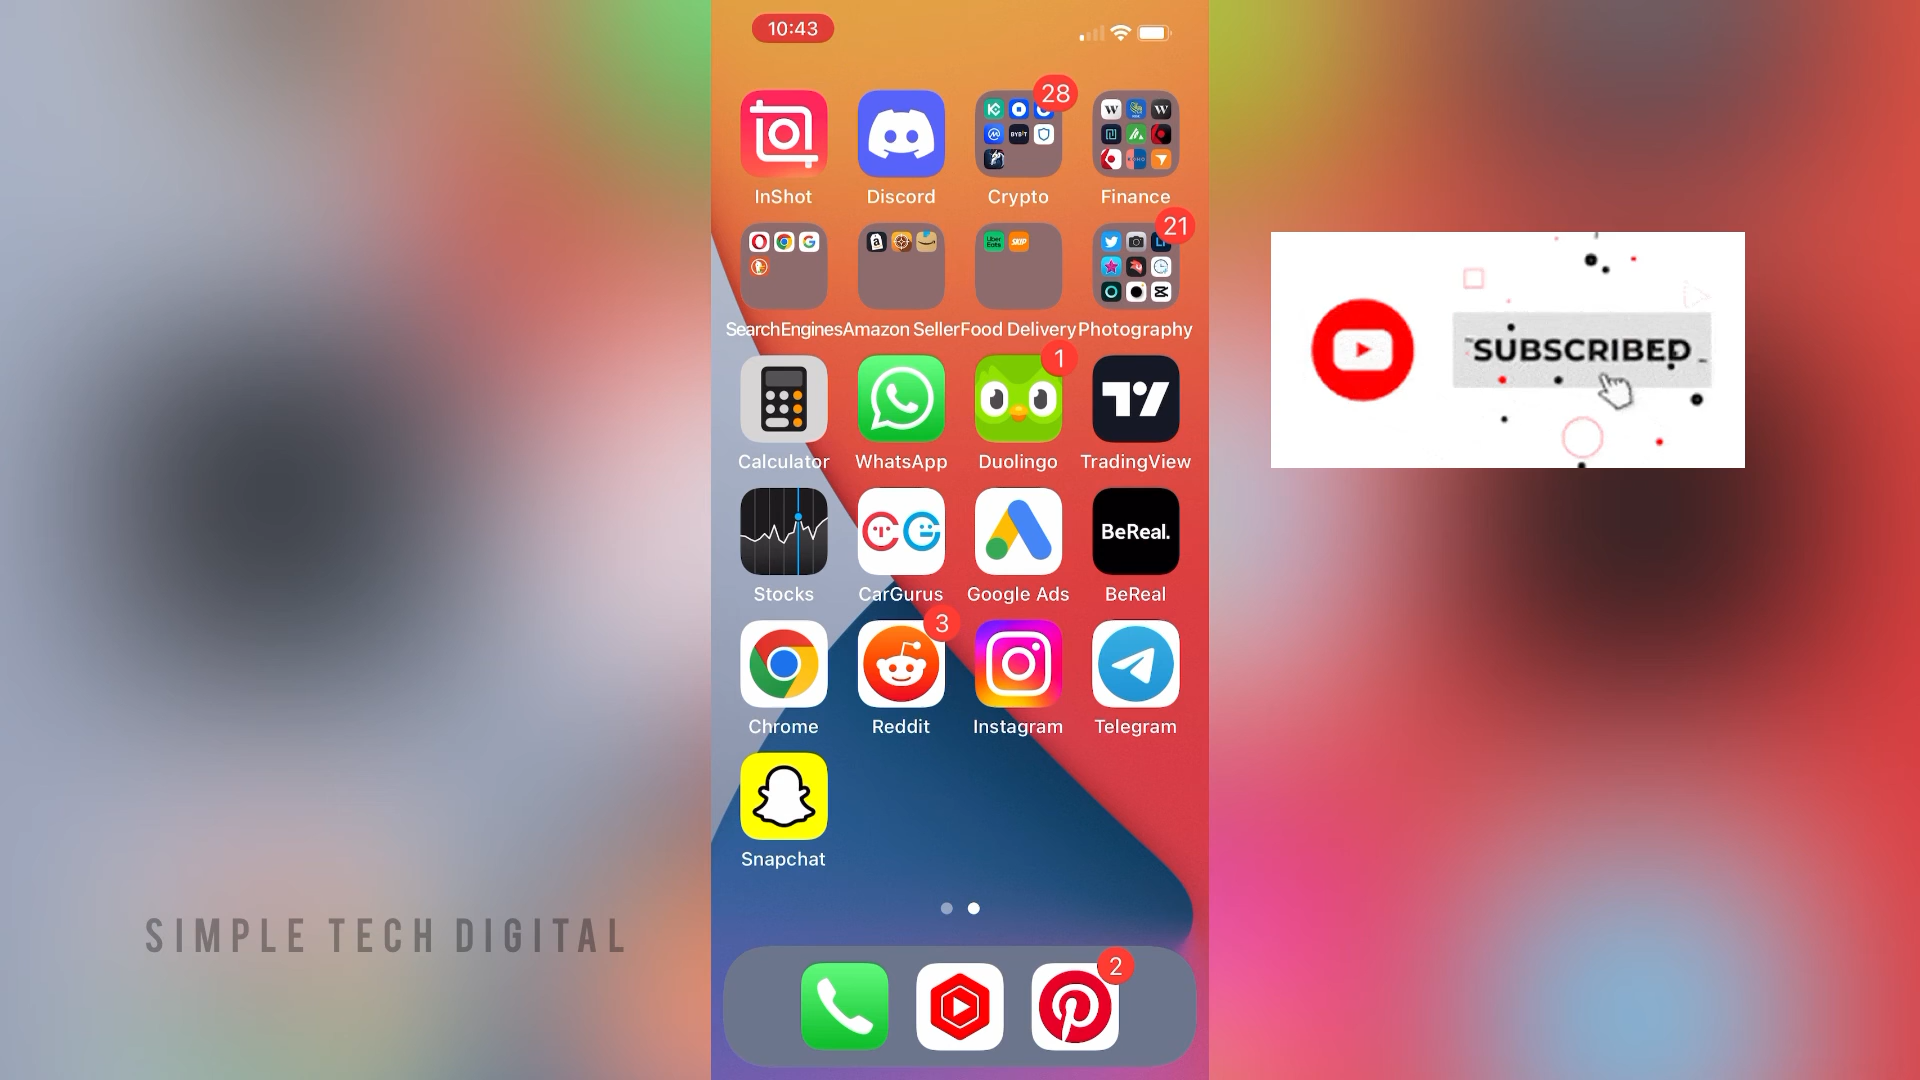 10:43
28
InShot Discord Crypto Finance
21
SearchEngines Amazon Seller Food Delivery Photography
1
SUBSCRIBED
Calculator WhatsApp Duolingo TradingView
BeReal.
Stocks CarGurus Google Ads BeReal
3
Chrome Reddit Instagram Telegram
Snapchat
SIMPLE TECH DIGITAL
2